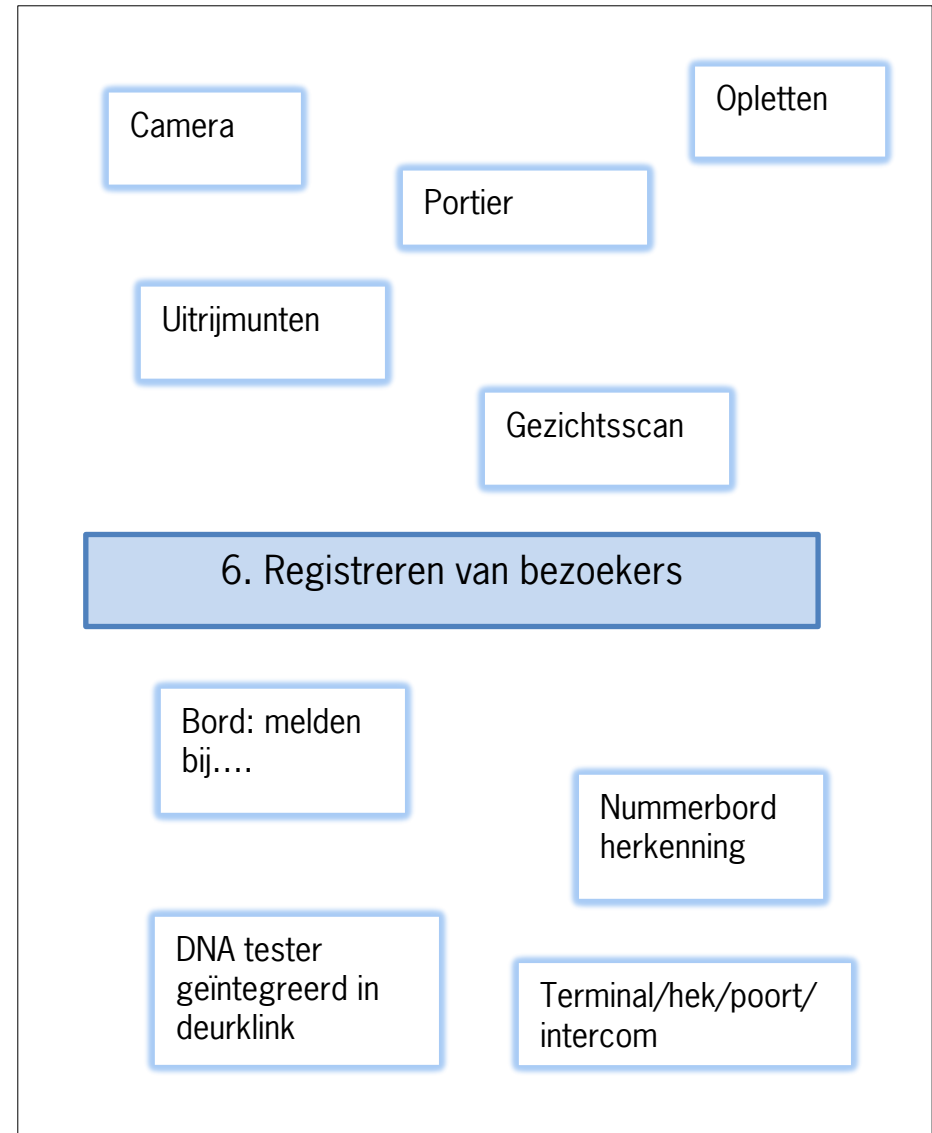 Opletten
Camera
Portier
Uitrijmunten
Gezichtsscan
6. Registreren van bezoekers
Bord: melden
bij....
Nummerbord
herkenning
DNA tester
geïntegreerd in
deurklink
Terminal/hek/poort/
intercom